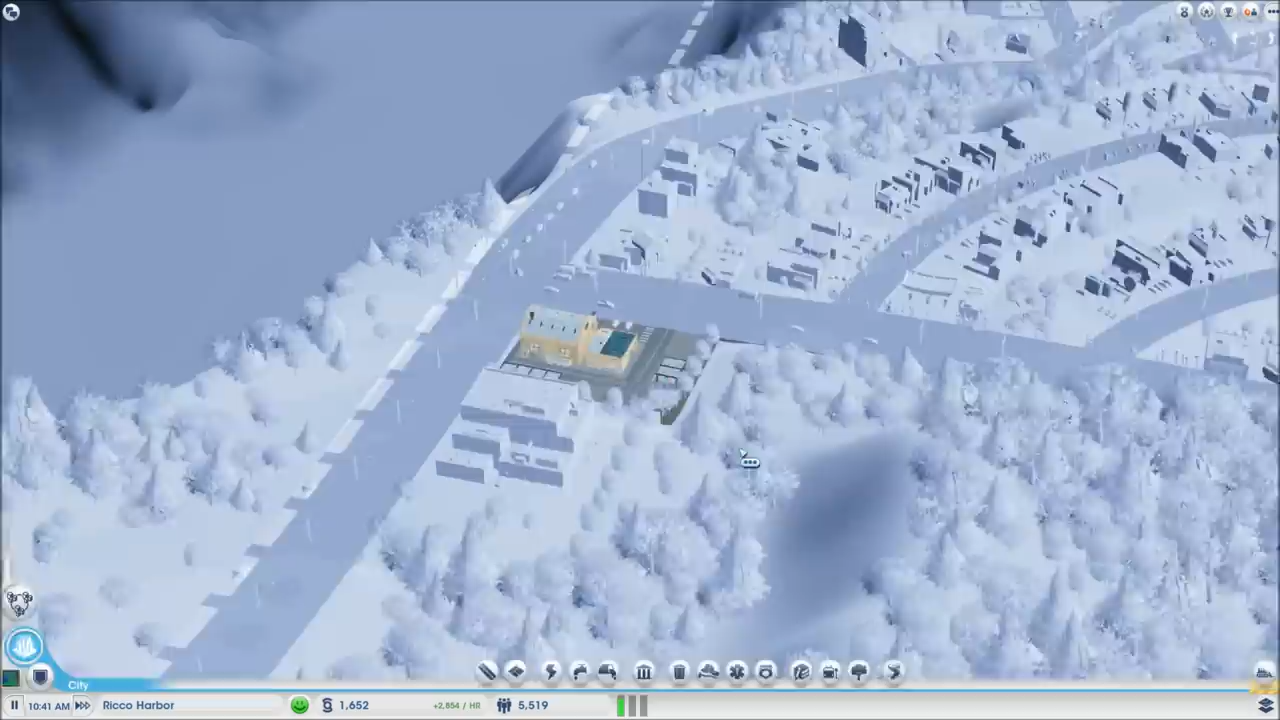 City
10:41 AM
Ricco Harbor
1,652
+2,854 / HR
5,519